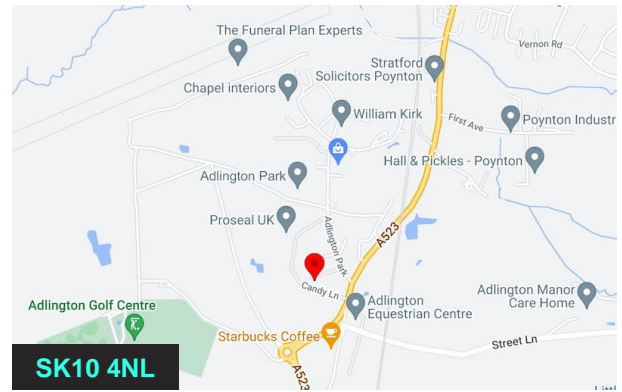 The Funeral Plan Experts
Vernon Rd
Stratford
Solicitors Poynton
Chapel interiors
William Kirk
First Ave
Poynton Industr
Hall & Pickles - Poynton
Adlington Park
Proseal UK
Adlington Park
A523
Candy Ln
Adlington
Equestrian Centre
Adlington Manor
Care Home
Adlington Golf Centre
Starbucks Coffee
Street Ln
SK10 4NL
A523
Littl